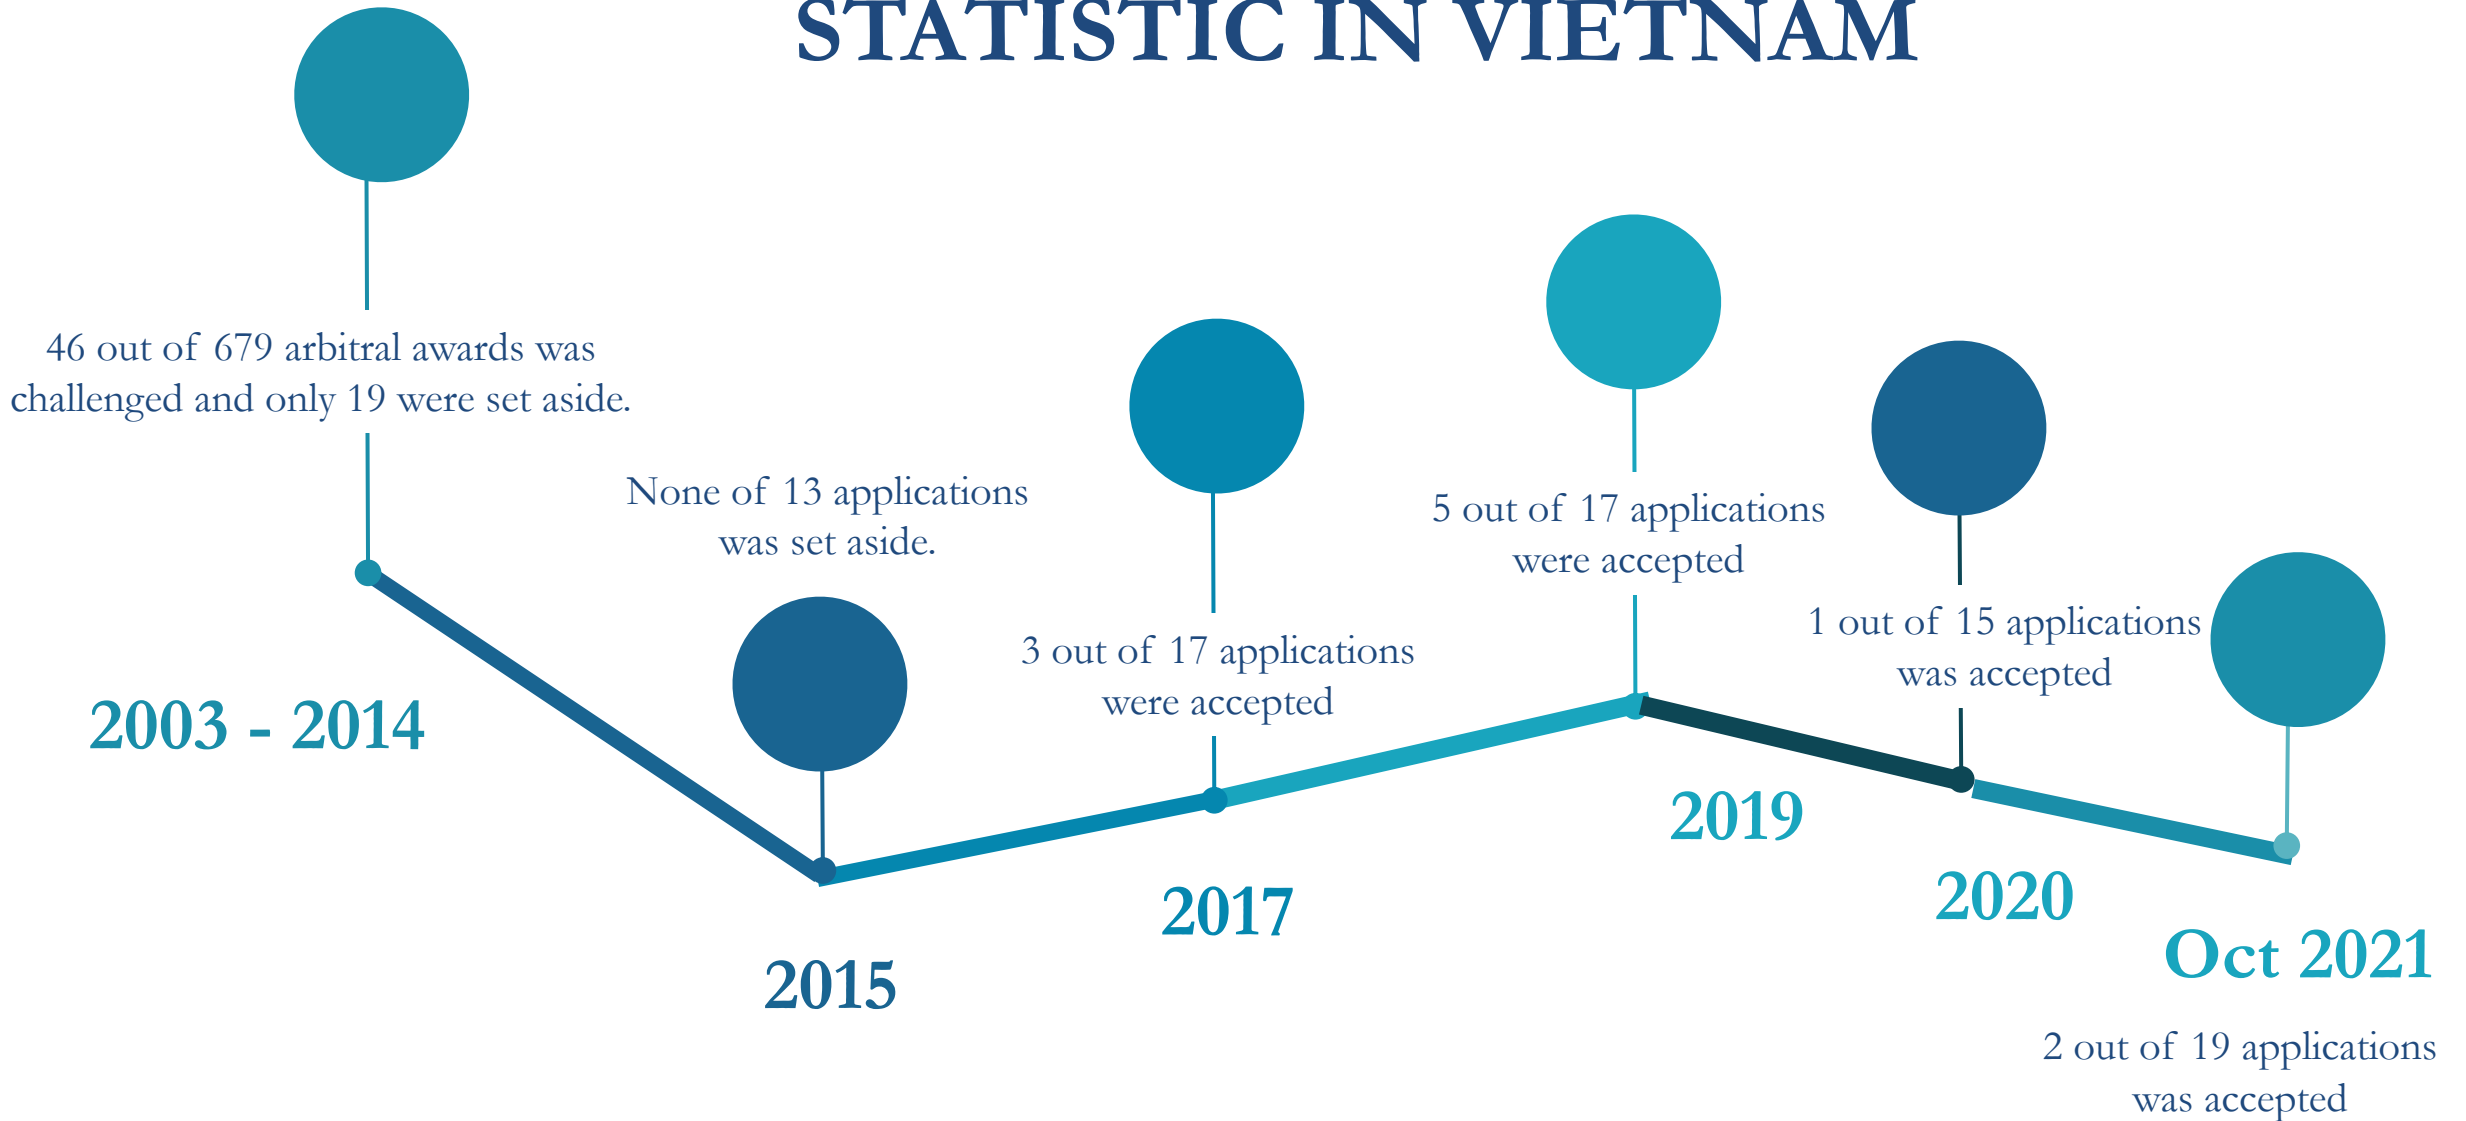 STATISTIC IN VIETNAM
46 out of 679 arbitral awards was
challenged and only 19 were set aside.
2003 - 2014
None of 13 applications
was set aside.
2015
3 out of 17 applications
were accepted
2017
5 out of 17 applications
were accepted
2019
1 out of 15 applications
was accepted
2020
Oct 2021
2 out of 19 applications
was accepted